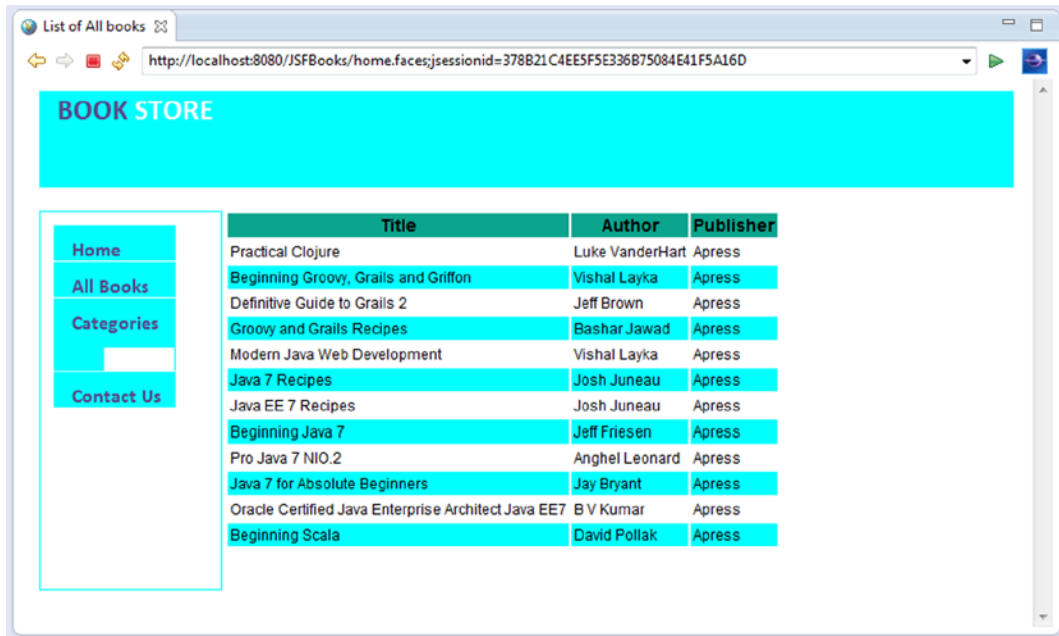 List of All books
http://localhost:8080/JSFBooks/home.faces;jsessionid=378B21C4EE5F5E336B75084E41F5A16D
BOOK STORE
Home
All Books
Categories
Contact Us
Title Author Publisher
Practical Clojure Luke VanderHart Apress
Beginning Groovy, Grails and Griffon Vishal Layka Apress
Definitive Guide to Grails 2 Jeff Brown Apress
Groovy and Grails Recipes Bashar Jawad Apress
Modern Java Web Development Vishal Layka Apress
Java 7 Recipes Josh Juneau Apress
Java EE 7 Recipes Josh Juneau Apress
Beginning Java 7 Jeff Friesen Apress
Pro Java 7 NIO.2 Anghel Leonard Apress
Java 7 for Absolute Beginners Jay Bryant Apress
Oracle Certified Java Enterprise Architect Java EE7 B V Kumar Apress
Beginning Scala David Pollak Apress